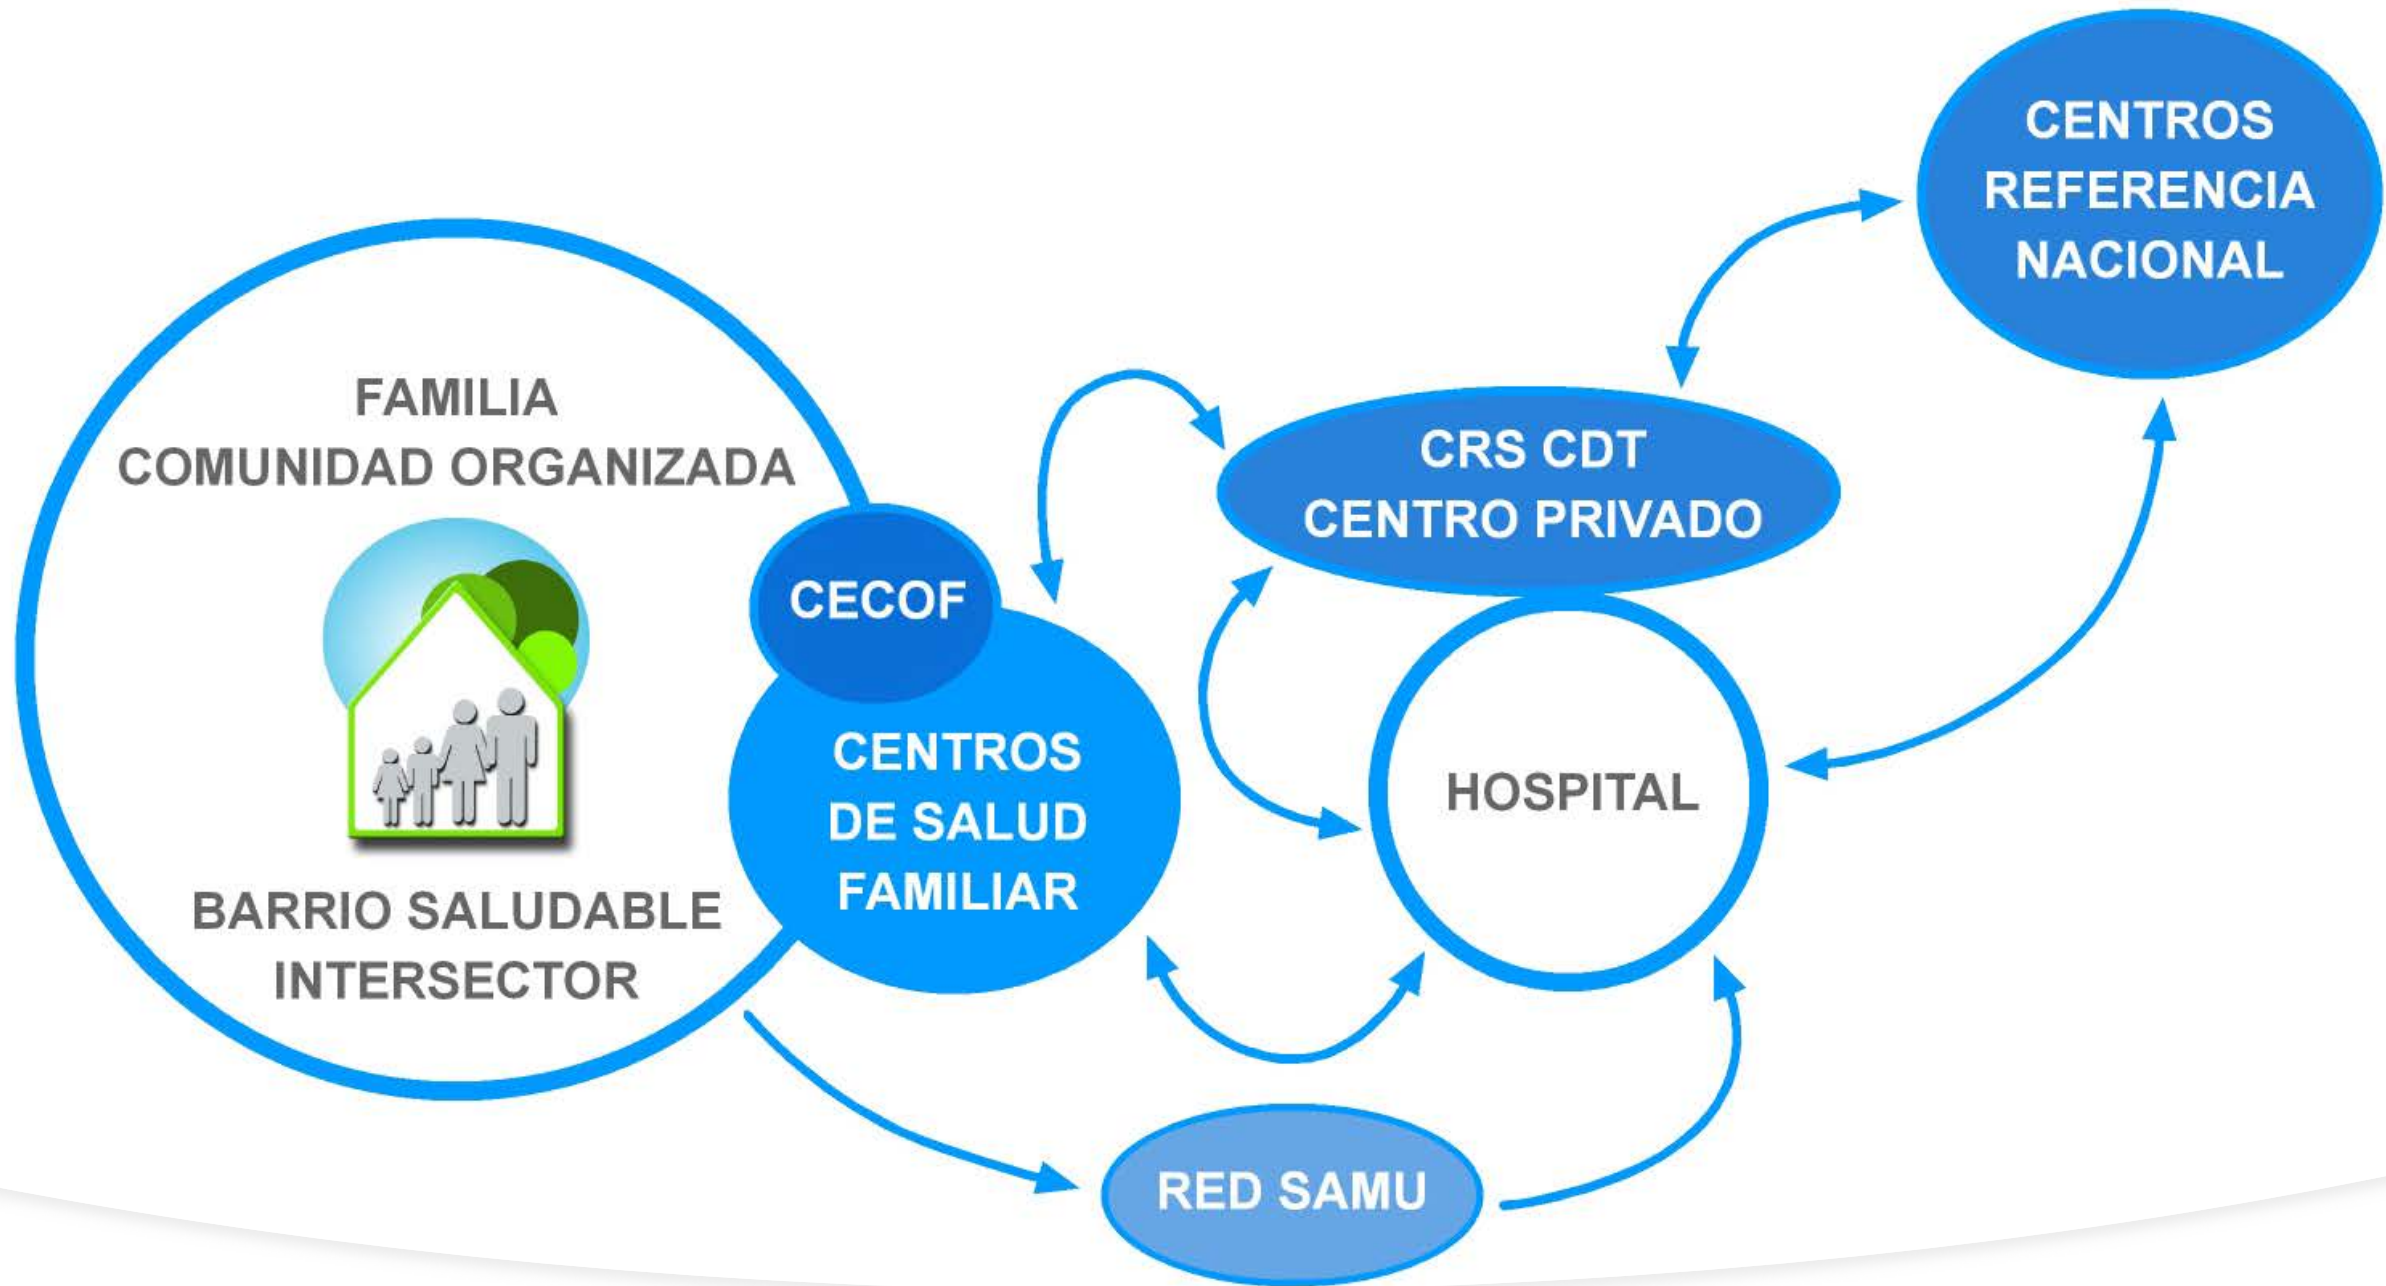 FAMILIA
COMUNIDAD ORGANIZADA
BARRIO SALUDABLE
INTERSECTOR
CECOF
CENTROS
DE SALUD
FAMILIAR
CRS CDT
CENTRO PRIVADO
HOSPITAL
RED SAMU
CENTROS
REFERENCIA
NACIONAL